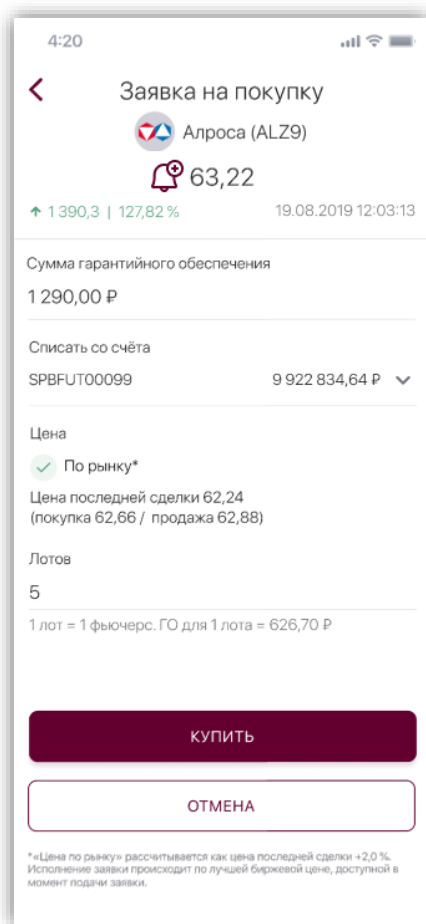 4:20
Заявка на покупку
Алроса (ALZ9)
63,22
↑ 1 390,3 | 127,82 % 19.08.2019 12:03:13
Сумма гарантийного обеспечения
1 290,00 ₽
Списать со счёта
SPBFUT00099 9 922 834,64 ₽
Цена
По рынку*
Цена последней сделки 62,24
(покупка 62,66 / продажа 62,88)
Лотов
5
1 лот = 1 фьючерс. ГО для 1 лота = 626,70 ₽
КУПИТЬ
ОТМЕНА
*«Цена по рынку» рассчитывается как цена последней сделки +2,0 %.
Исполнение заявки происходит по лучшей биржевой цене, доступной в
момент подачи заявки.